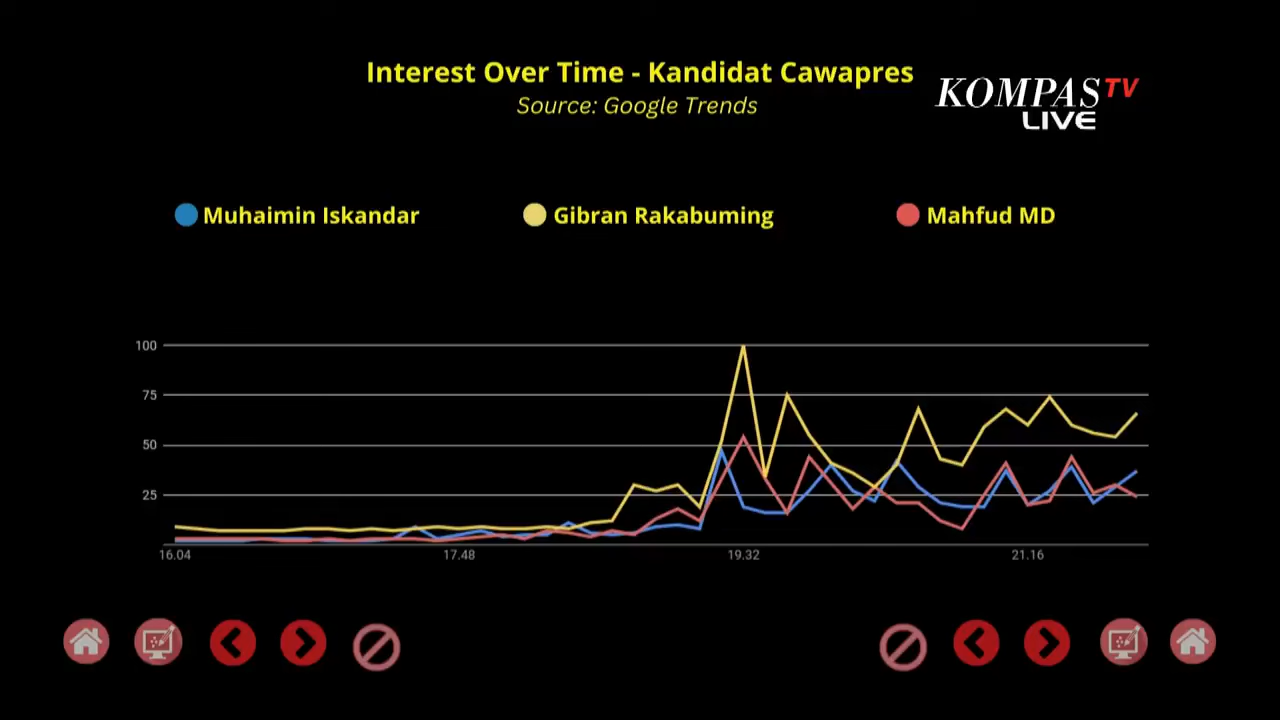 Interest Over Time - Kandidat Cawapres
Source: Google Trends
KOMPAS TV
LIVE
Muhaimin Iskandar
Gibran Rakabuming
Mahfud MD
100
75
50
25
16.04
17.48
19.32
21.16